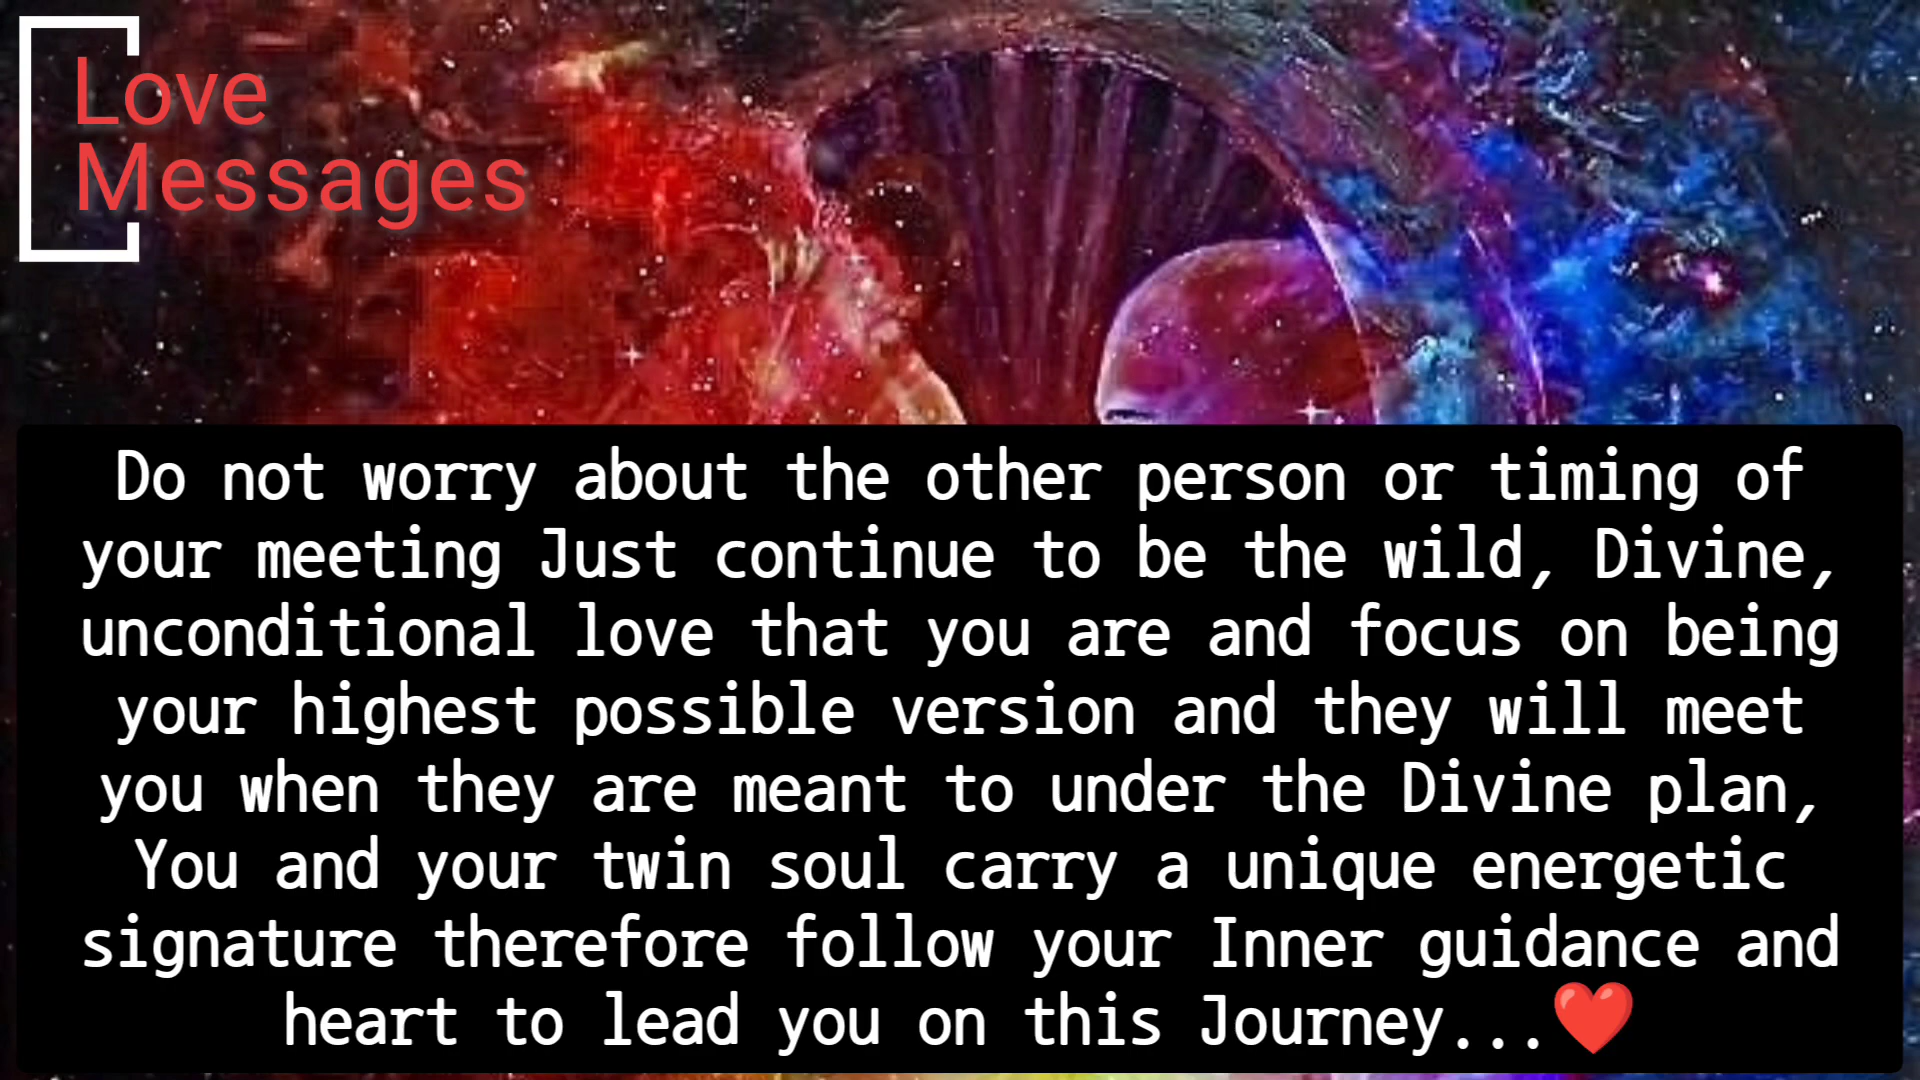 Love
Messages
Do not worry about the other person or timing of
your meeting Just continue to be the wild, Divine,
unconditional love that you are and focus on being
your highest possible version and they will meet
you when they are meant to under the Divine plan,
You and your twin soul carry a unique energetic
signature therefore follow your Inner guidance and
heart to lead you on this Journey...❤️